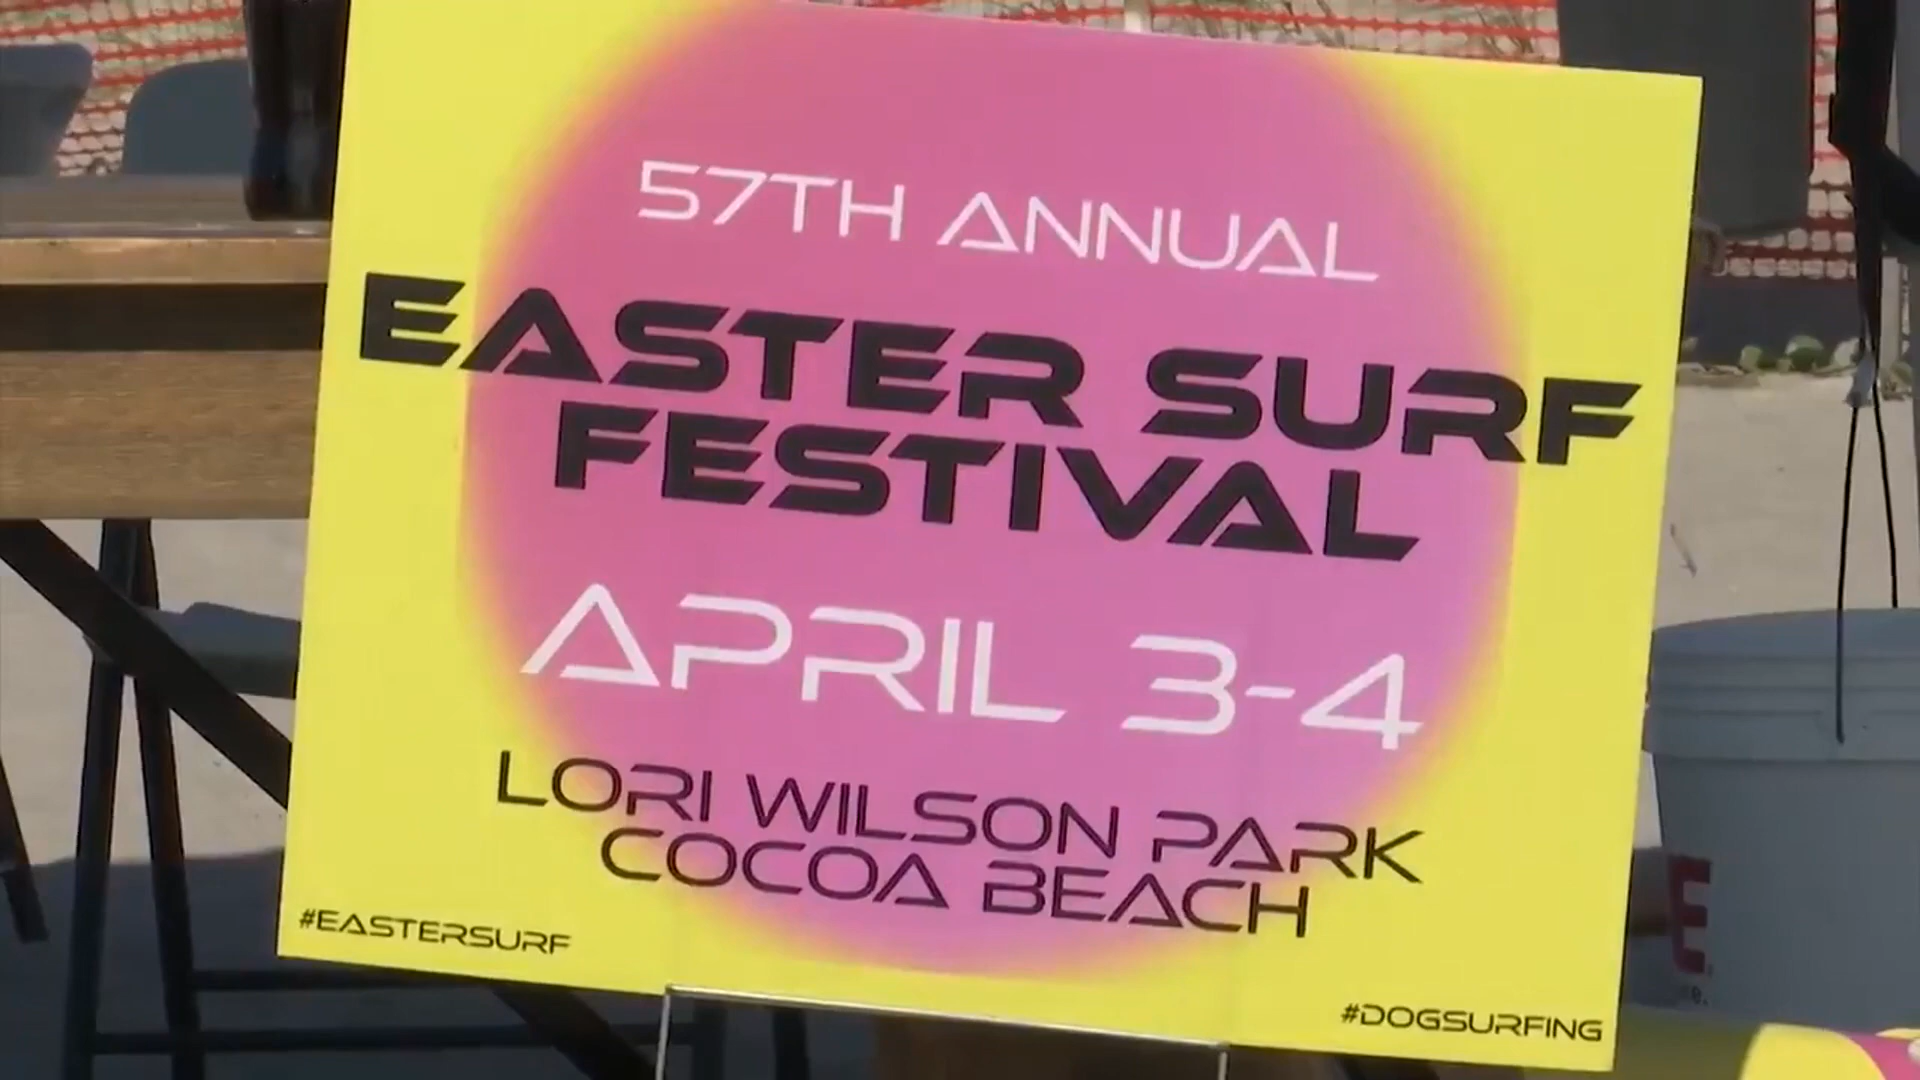 57TH ANNUAL
EASTER SURF
FESTIVAL
APRIL 3-4
LORI WILSON PARK
COCOA BEACH
#EASTERSURF
#DOGSURFING